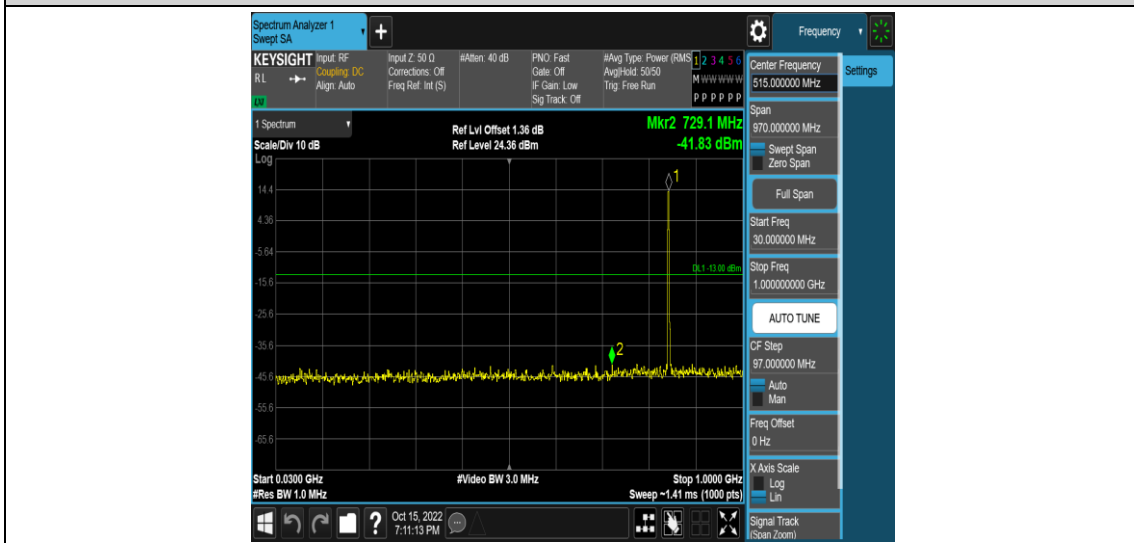 Spectrum Analyzer 1
Swept SA
+
Frequency
KEYSIGHT
RL
LXI
Input: RF
Coupling: DC
Align: Auto
Input Z: 50 Ω
Corrections: Off
Freq Ref: Int (S)
#Atten: 40 dB
PNO: Fast
Gate: Off
IF Gain: Low
Sig Track: Off
#Avg Type: Power (RMS
Avg|Hold: 50/50
Trig: Free Run
1 2 3 4 5 6
M W W W W W
P P P P P P
1 Spectrum
Scale/Div 10 dB
Log
Ref Lvl Offset 1.36 dB
Ref Level 24.36 dBm
Mkr2 729.1 MHz
-41.83 dBm
1
14.4
4.36
-5.64
DL1 -13.00 dBm
-15.6
-25.6
-35.6
2
-45.6
-55.6
-65.6
Start 0.0300 GHz
#Res BW 1.0 MHz
#Video BW 3.0 MHz
Stop 1.0000 GHz
Sweep ~1.41 ms (1000 pts)
Oct 15, 2022
7:11:13 PM
?
Center Frequency
515.000000 MHz
Settings
Span
970.000000 MHz
Swept Span
Zero Span
Full Span
Start Freq
30.000000 MHz
Stop Freq
1.000000000 GHz
AUTO TUNE
CF Step
97.000000 MHz
Auto
Man
Freq Offset
0 Hz
X Axis Scale
Log
Lin
Signal Track
(Span Zoom)